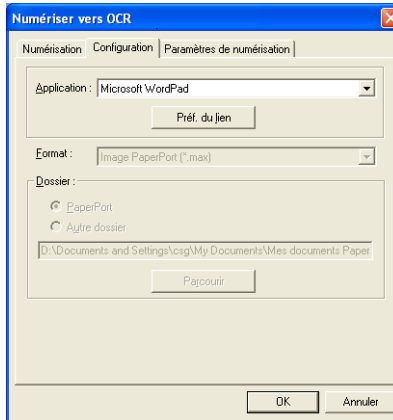 Numériser vers OCR
Numérisation Configuration Paramètres de numérisation
Application : Microsoft WordPad
Préf. du lien
Format : Image PaperPort (*.max)
Dossier :
PaperPort
Autre dossier
D:\Documents and Settings\csg\My Documents\Mes documents Paper
Parcourir
OK Annuler